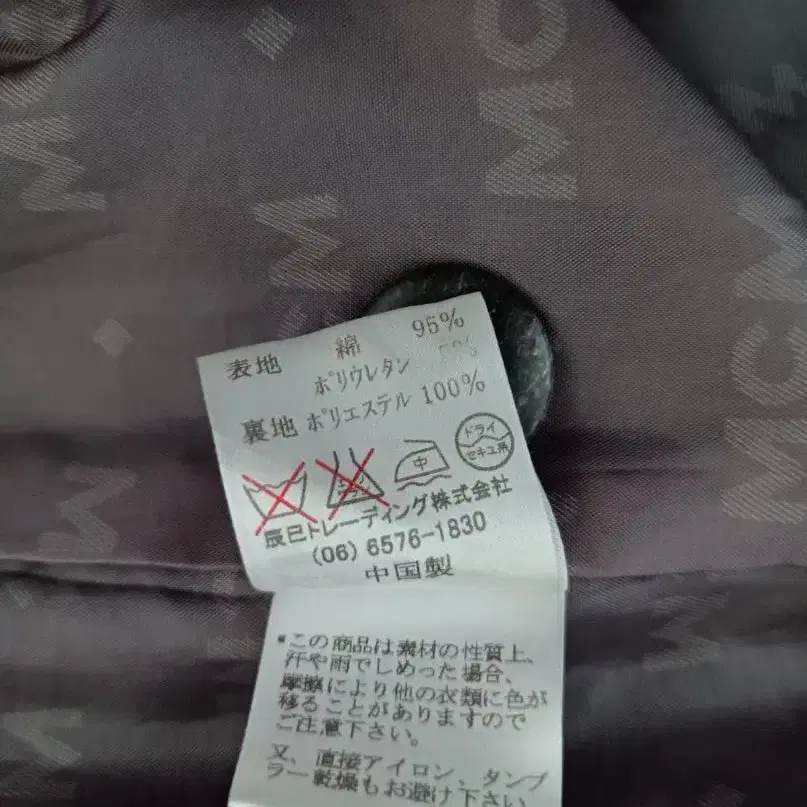 表地 綿 95%
ポリウレタン 5%
裏地 ポリエステル 100%
中
ドライ
セキユ系
辰巳トレーディング株式会社
(06) 6576-1830
中国製
*この商品は素材の性質上、
汗や雨でしめった場合、
摩擦により他の衣類に色が
移ることがありますので
ご注意下さい。
又、直接アイロン、タンブ
ラー乾燥もお避け下さい
MCM
MCM
MCM
MCM